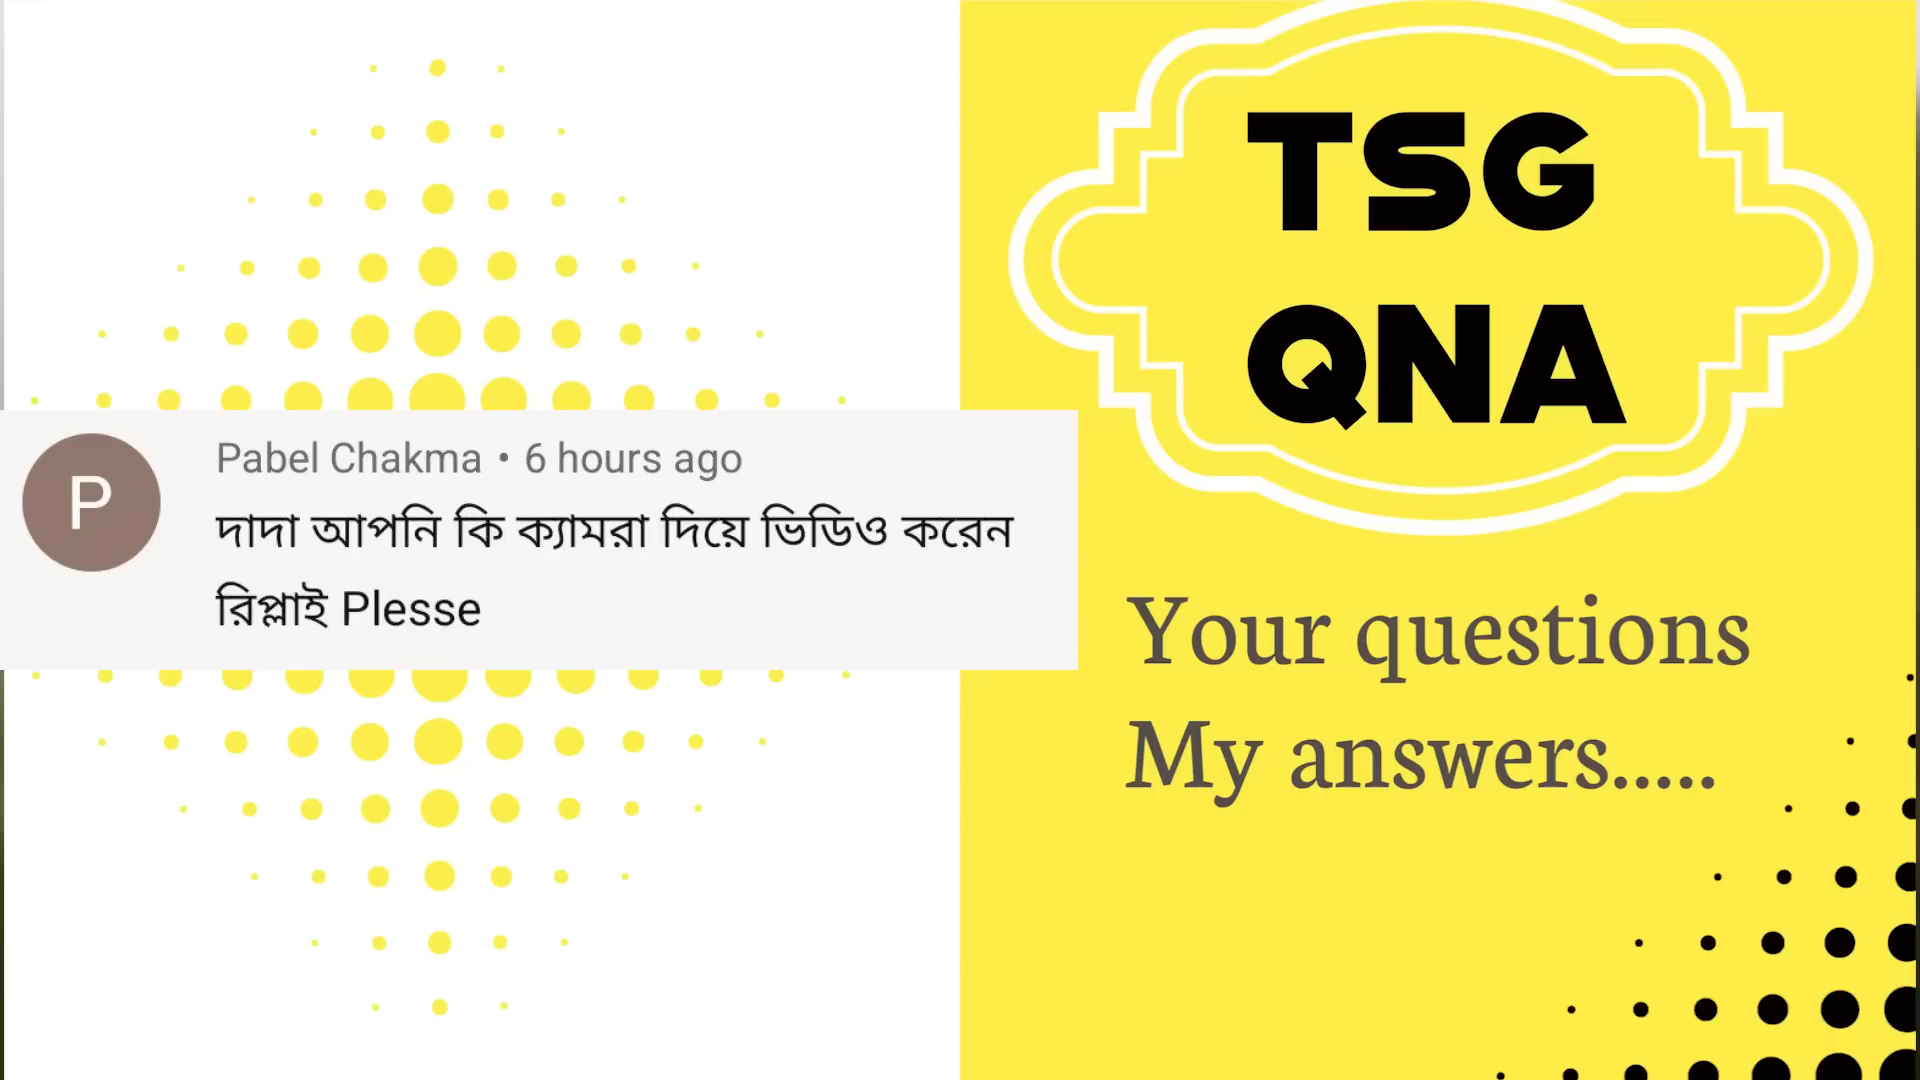 TSG
QNA
Pabel Chakma • 6 hours ago
P
দাদা আপনি কি ক্যামরা দিয়ে ভিডিও করেন
রিপ্লাই Plesse
Your questions
My answers.....